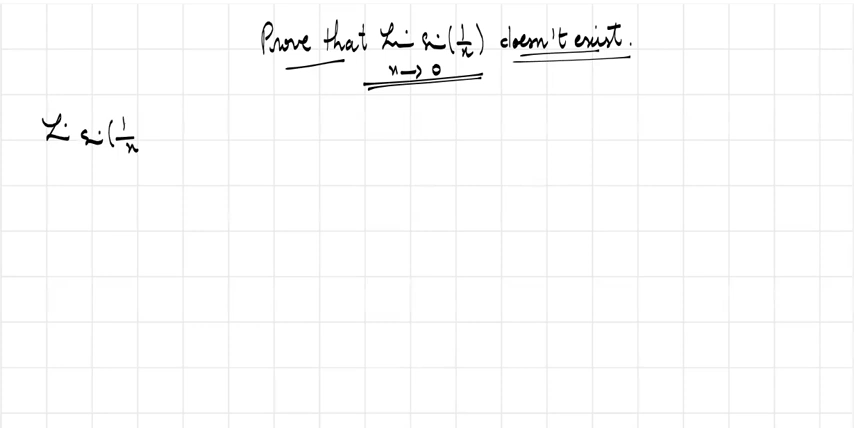 Prove that Lim sin(1/x) doesn't exist.
x→0
Lim sin(1/x